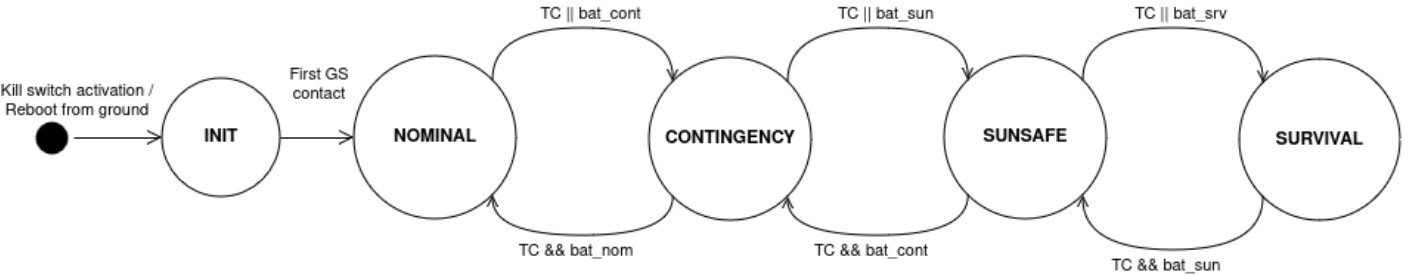 TC || bat_cont
TC || bat_sun
TC || bat_srv
First GS
contact
Kill switch activation /
Reboot from ground
INIT
NOMINAL
CONTINGENCY
SUNSAFE
SURVIVAL
TC && bat_nom
TC && bat_cont
TC && bat_sun